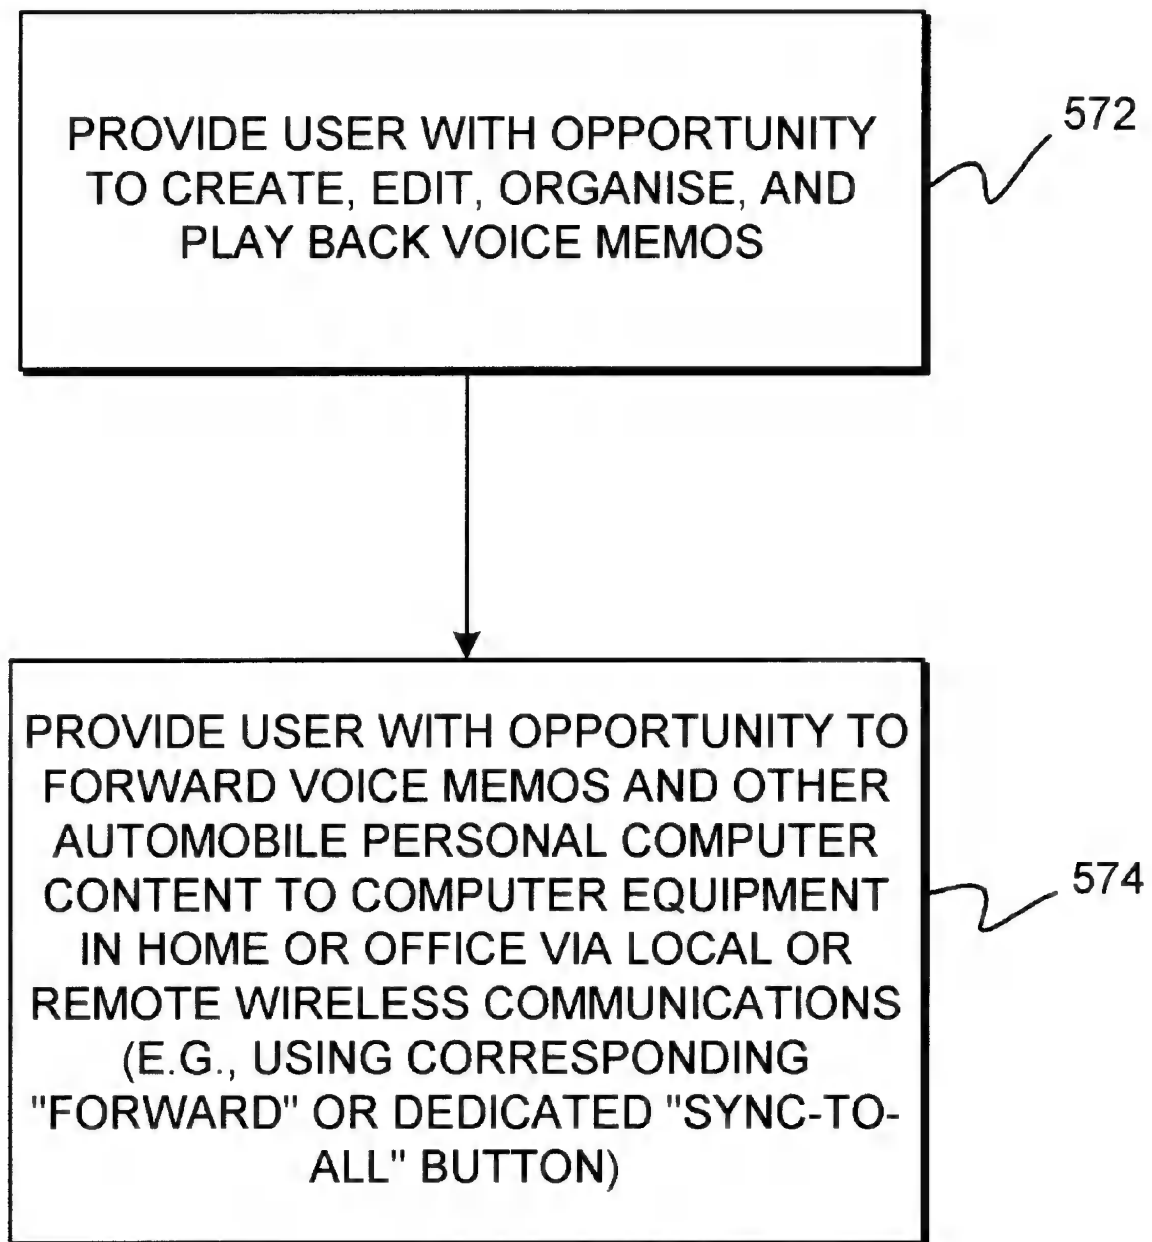 PROVIDE USER WITH OPPORTUNITY
TO CREATE, EDIT, ORGANISE, AND
PLAY BACK VOICE MEMOS
572
PROVIDE USER WITH OPPORTUNITY TO
FORWARD VOICE MEMOS AND OTHER
AUTOMOBILE PERSONAL COMPUTER
CONTENT TO COMPUTER EQUIPMENT
IN HOME OR OFFICE VIA LOCAL OR
REMOTE WIRELESS COMMUNICATIONS
(E.G., USING CORRESPONDING
"FORWARD" OR DEDICATED "SYNC-TO-
ALL" BUTTON)
574